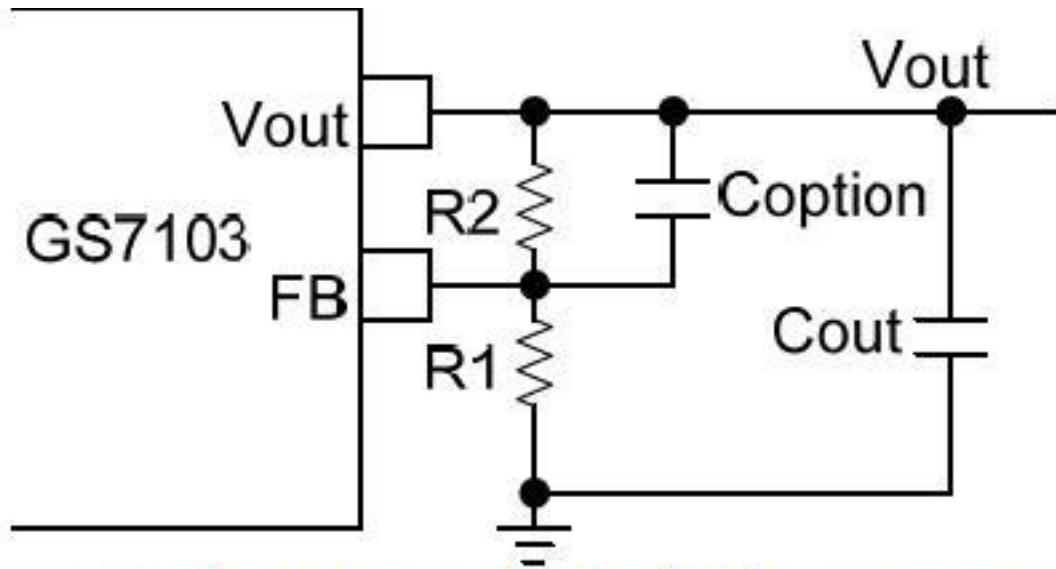 Vout
Vout
R2
Coption
GS7103
FB
Cout
R1